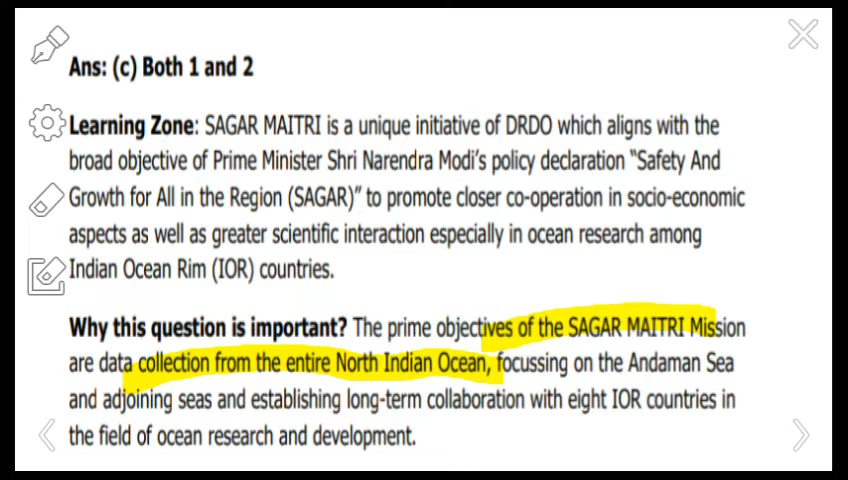 Ans: (c) Both 1 and 2
Learning Zone: SAGAR MAITRI is a unique initiative of DRDO which aligns with the
broad objective of Prime Minister Shri Narendra Modi's policy declaration "Safety And
Growth for All in the Region (SAGAR)" to promote closer co-operation in socio-economic
aspects as well as greater scientific interaction especially in ocean research among
Indian Ocean Rim (IOR) countries.
Why this question is important? The prime objectives of the SAGAR MAITRI Mission
are data collection from the entire North Indian Ocean, focussing on the Andaman Sea
and adjoining seas and establishing long-term collaboration with eight IOR countries in
the field of ocean research and development.